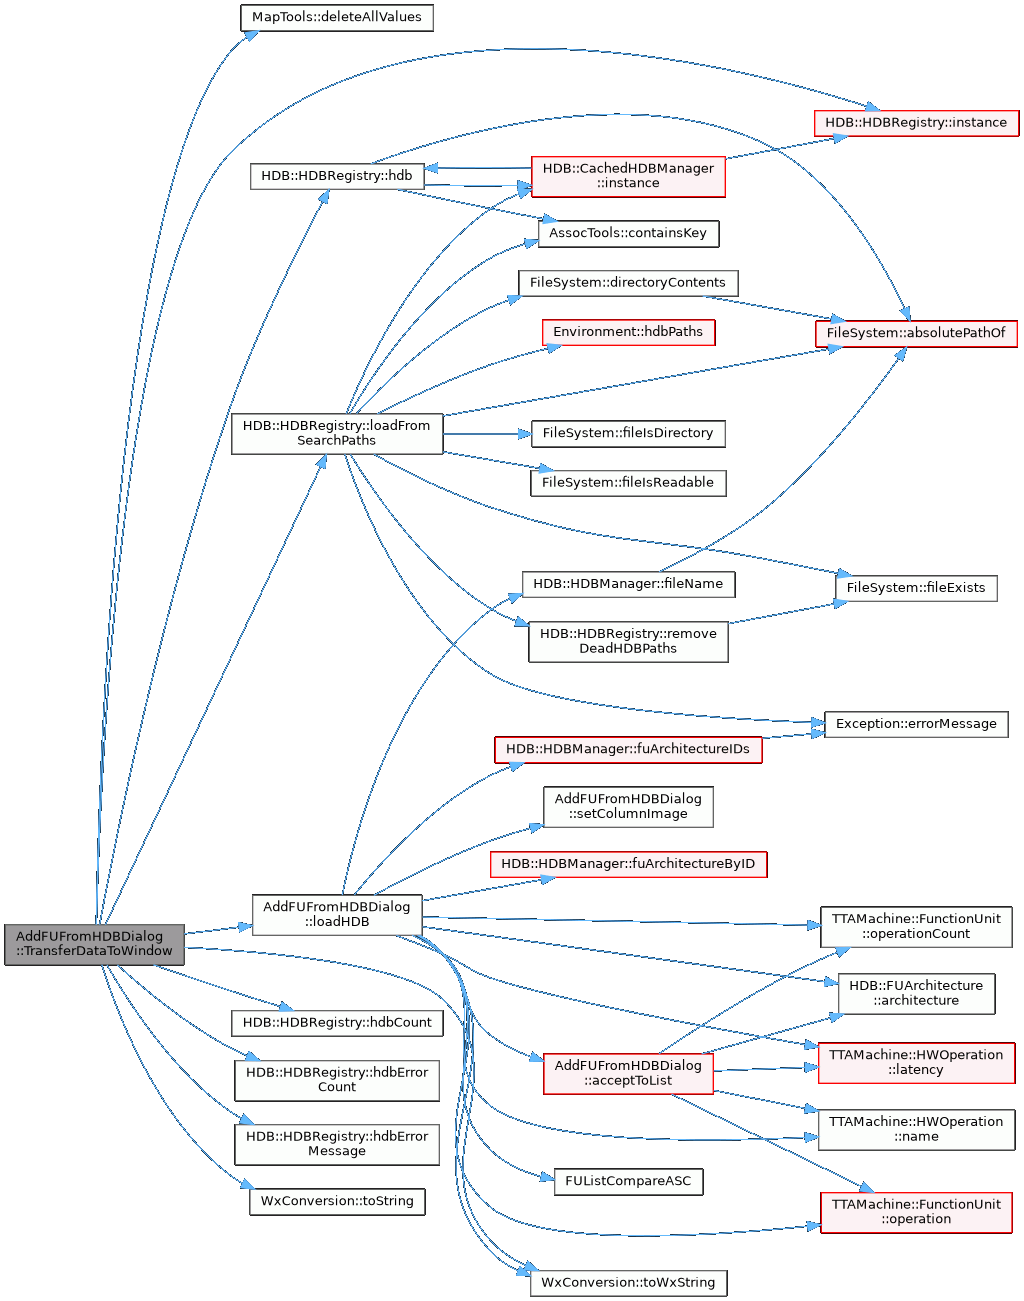 MapTools::deleteAllValues
HDB::HDBRegistry::instance
HDB::HDBRegistry::hdb
HDB::CachedHDBManager
::instance
AssocTools::containsKey
FileSystem::directoryContents
Environment::hdbPaths
FileSystem::absolutePathOf
HDB::HDBRegistry::loadFrom
SearchPaths
FileSystem::fileIsDirectory
FileSystem::fileIsReadable
HDB::HDBManager::fileName
FileSystem::fileExists
HDB::HDBRegistry::remove
DeadHDBPaths
Exception::errorMessage
HDB::HDBManager::fuArchitectureIDs
AddFUFromHDBDialog
::setColumnImage
HDB::HDBManager::fuArchitectureByID
AddFUFromHDBDialog
::loadHDB
AddFUFromHDBDialog
::TransferDataToWindow
TTAMachine::FunctionUnit
::operationCount
HDB::FUArchitecture
::architecture
HDB::HDBRegistry::hdbCount
TTAMachine::HWOperation
::latency
AddFUFromHDBDialog
::acceptToList
HDB::HDBRegistry::hdbError
Count
TTAMachine::HWOperation
::name
HDB::HDBRegistry::hdbError
Message
FUListCompareASC
WxConversion::toString
TTAMachine::FunctionUnit
::operation
WxConversion::toWxString